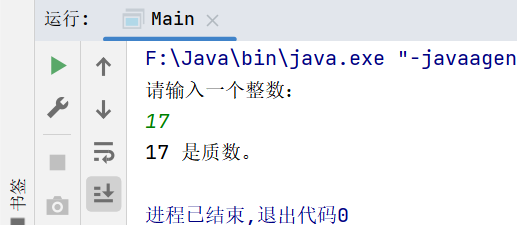 运行: Main
F:\Java\bin\java.exe "-javaagen
请输入一个整数:
17
17 是质数。
进程已结束,退出代码0
书签